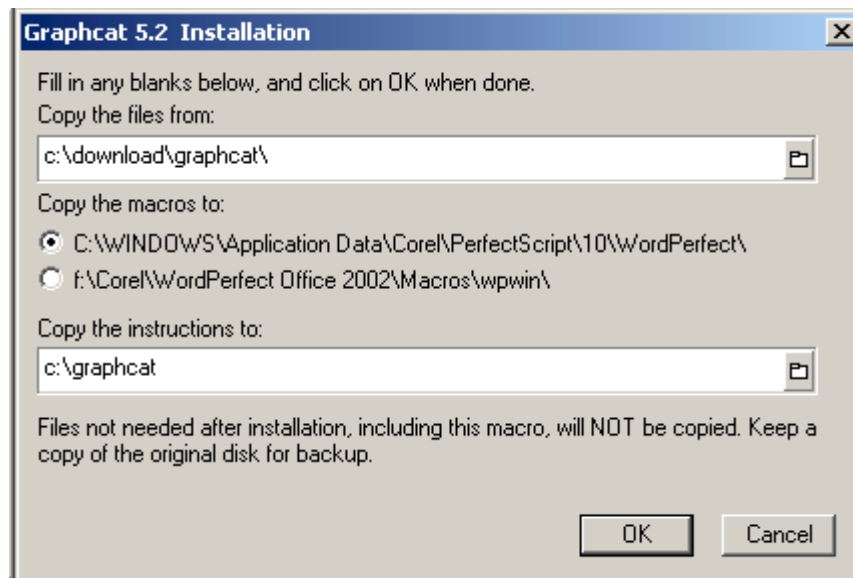 Graphcat 5.2 Installation
Fill in any blanks below, and click on OK when done.
Copy the files from:
c:\download\graphcat\
Copy the macros to:
C:\WINDOWS\Application Data\Corel\PerfectScript\10\WordPerfect\
f:\Corel\WordPerfect Office 2002\Macros\wpwin\
Copy the instructions to:
c:\graphcat
Files not needed after installation, including this macro, will NOT be copied. Keep a
copy of the original disk for backup.
OK Cancel